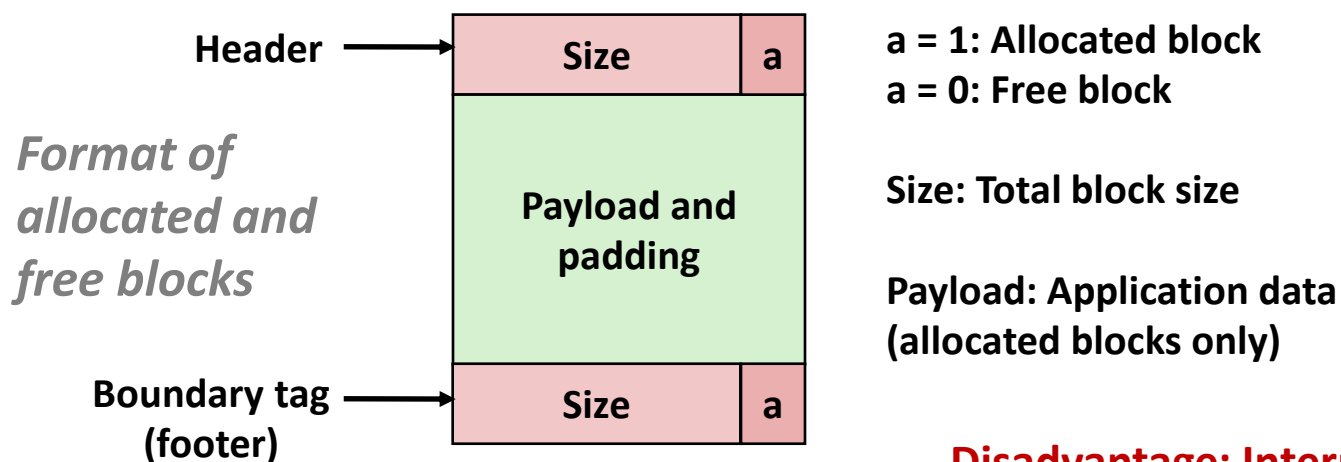 Header
Size
a
a = 1: Allocated block
a = 0: Free block
Format of
allocated and
free blocks
Payload and
padding
Size: Total block size
Payload: Application data
(allocated blocks only)
Boundary tag
(footer)
Size
a
Disadvantage: